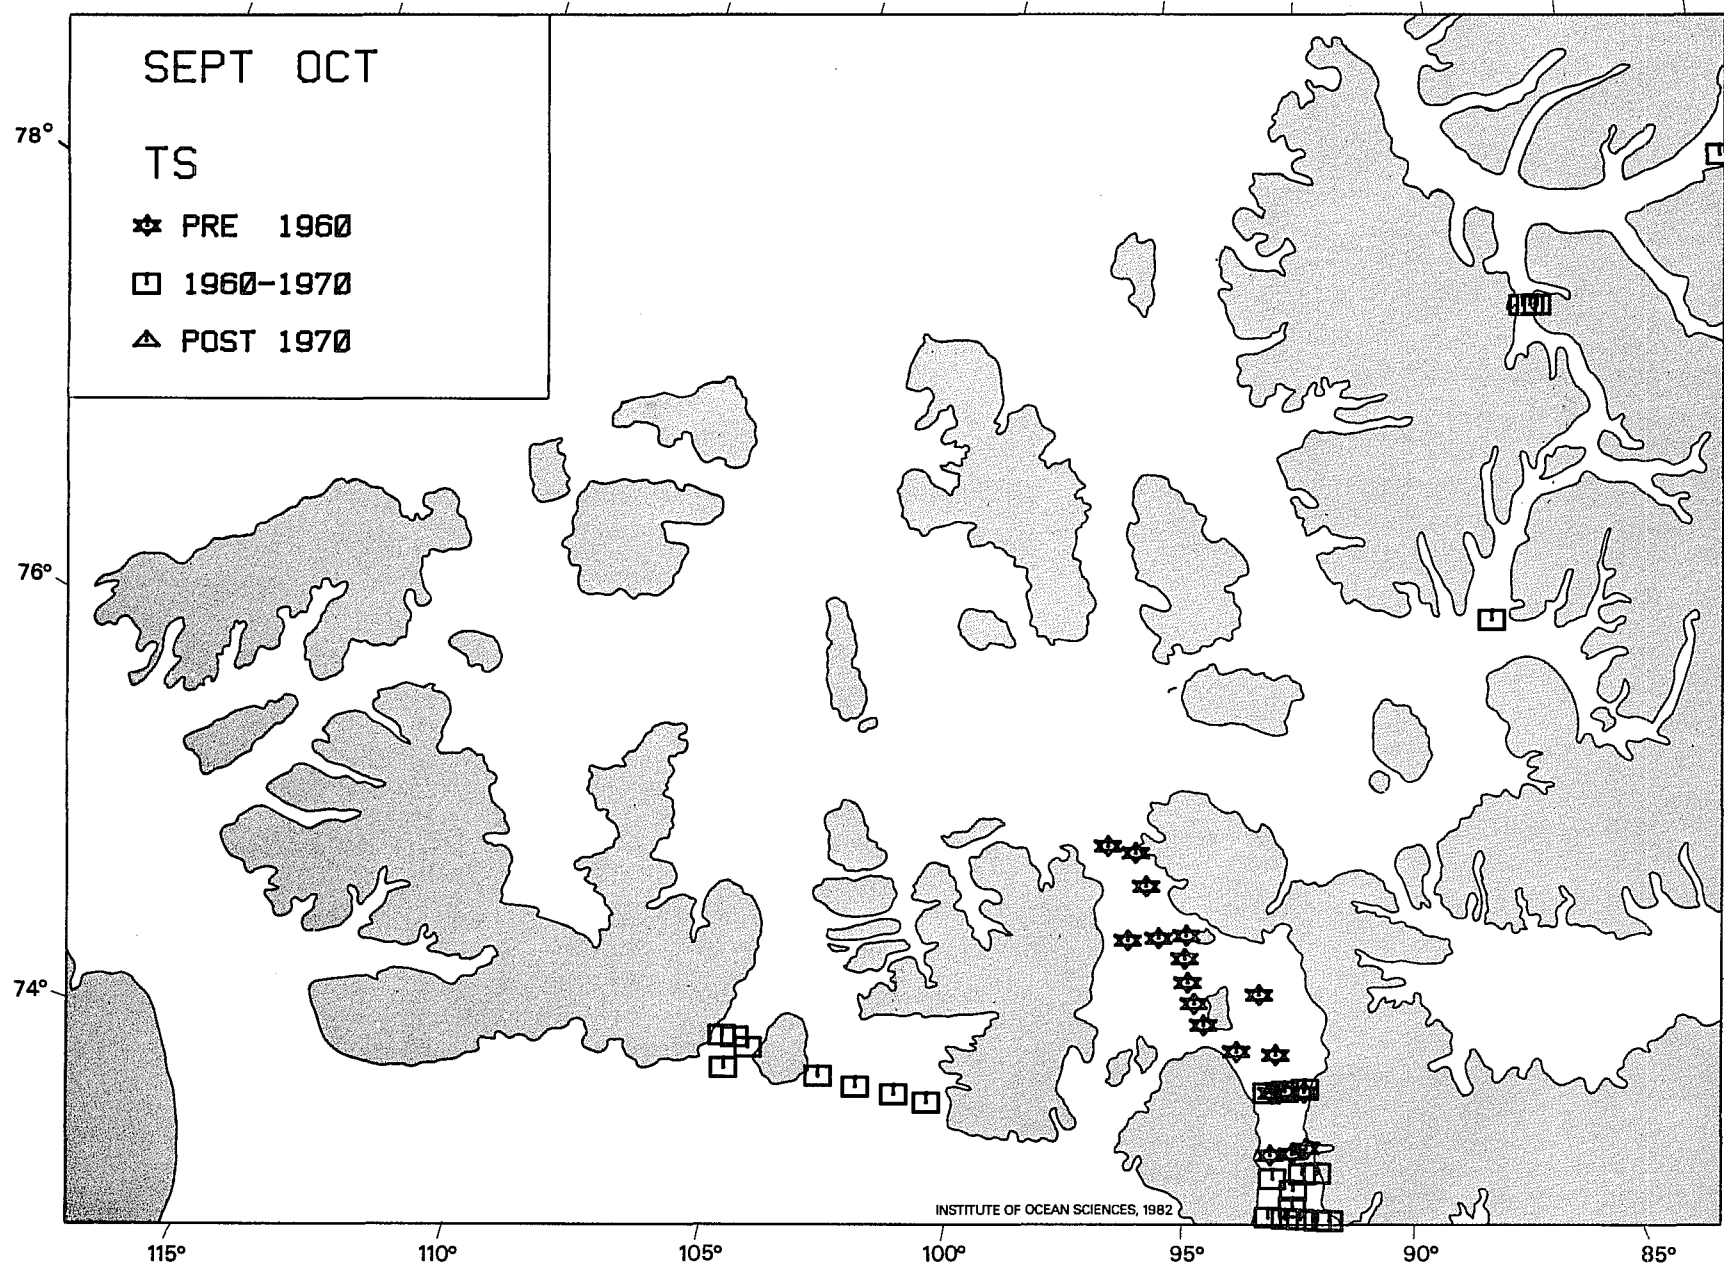 SEPT OCT
TS
PRE 1960
1960-1970
POST 1970
78°
76°
74°
INSTITUTE OF OCEAN SCIENCES, 1982
115° 110° 105° 100° 95° 90° 85°